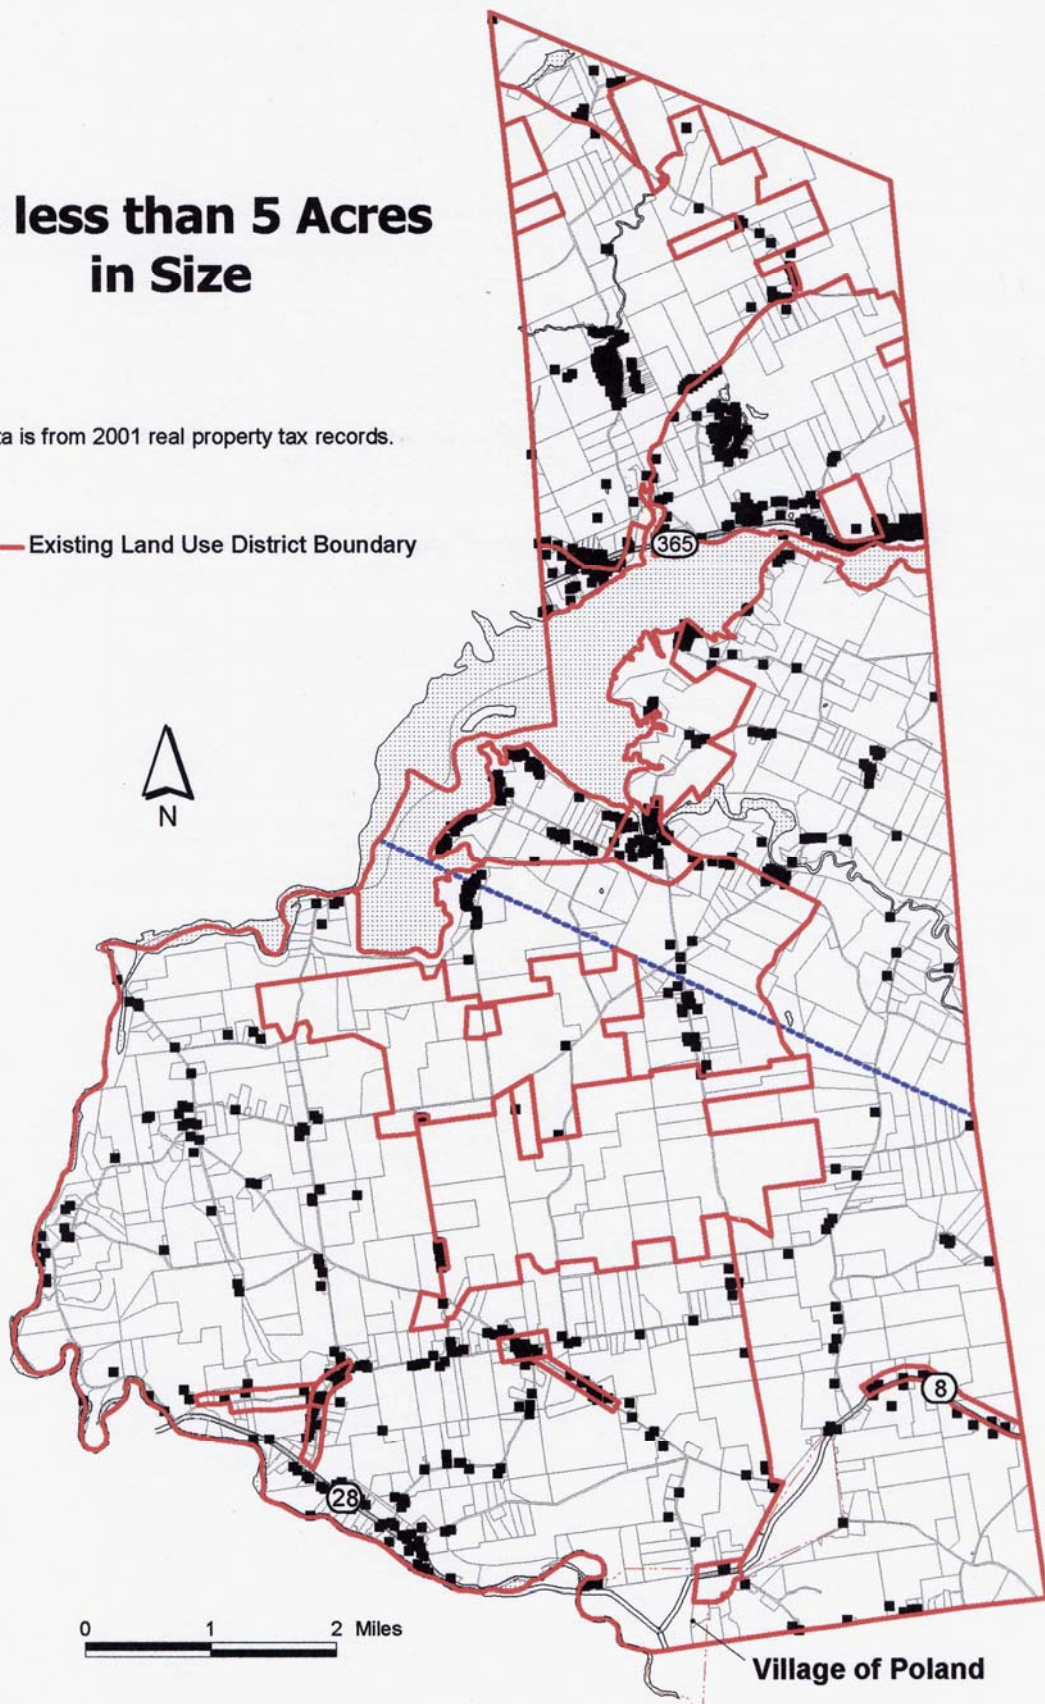 less than 5 Acres
in Size
ta is from 2001 real property tax records.
Existing Land Use District Boundary
365
N
8
28
0 1 2 Miles
Village of Poland